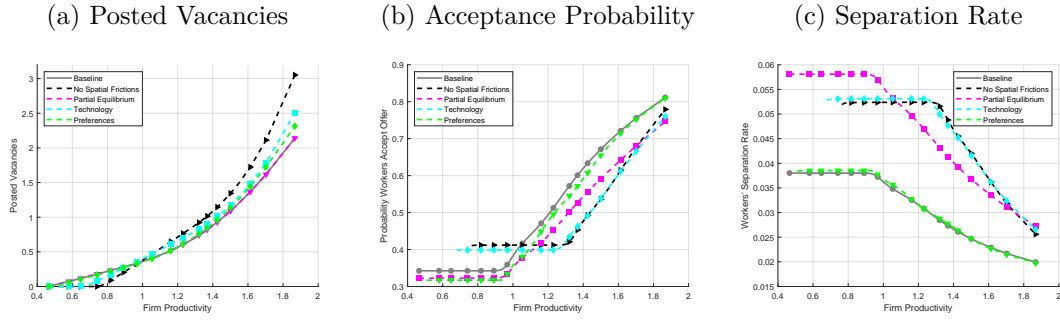 (a) Posted Vacancies
(b) Acceptance Probability
(c) Separation Rate
Posted Vacancies
3
2.5
2
1.5
1
0.5
0
Baseline
No Spatial Frictions
Partial Equilibrium
Technology
Preferences
0.4 0.6 0.8 1 1.2 1.4 1.6 1.8 2
Firm Productivity
Probability Workers Accept Offer
0.9
0.8
0.7
0.6
0.5
0.4
0.3
Baseline
No Spatial Frictions
Partial Equilibrium
Technology
Preferences
0.4 0.6 0.8 1 1.2 1.4 1.6 1.8 2
Firm Productivity
Workers' Separation Rate
0.06
0.055
0.05
0.045
0.04
0.035
0.03
0.025
0.02
0.015
Baseline
No Spatial Frictions
Partial Equilibrium
Technology
Preferences
0.4 0.6 0.8 1 1.2 1.4 1.6 1.8 2
Firm Productivity